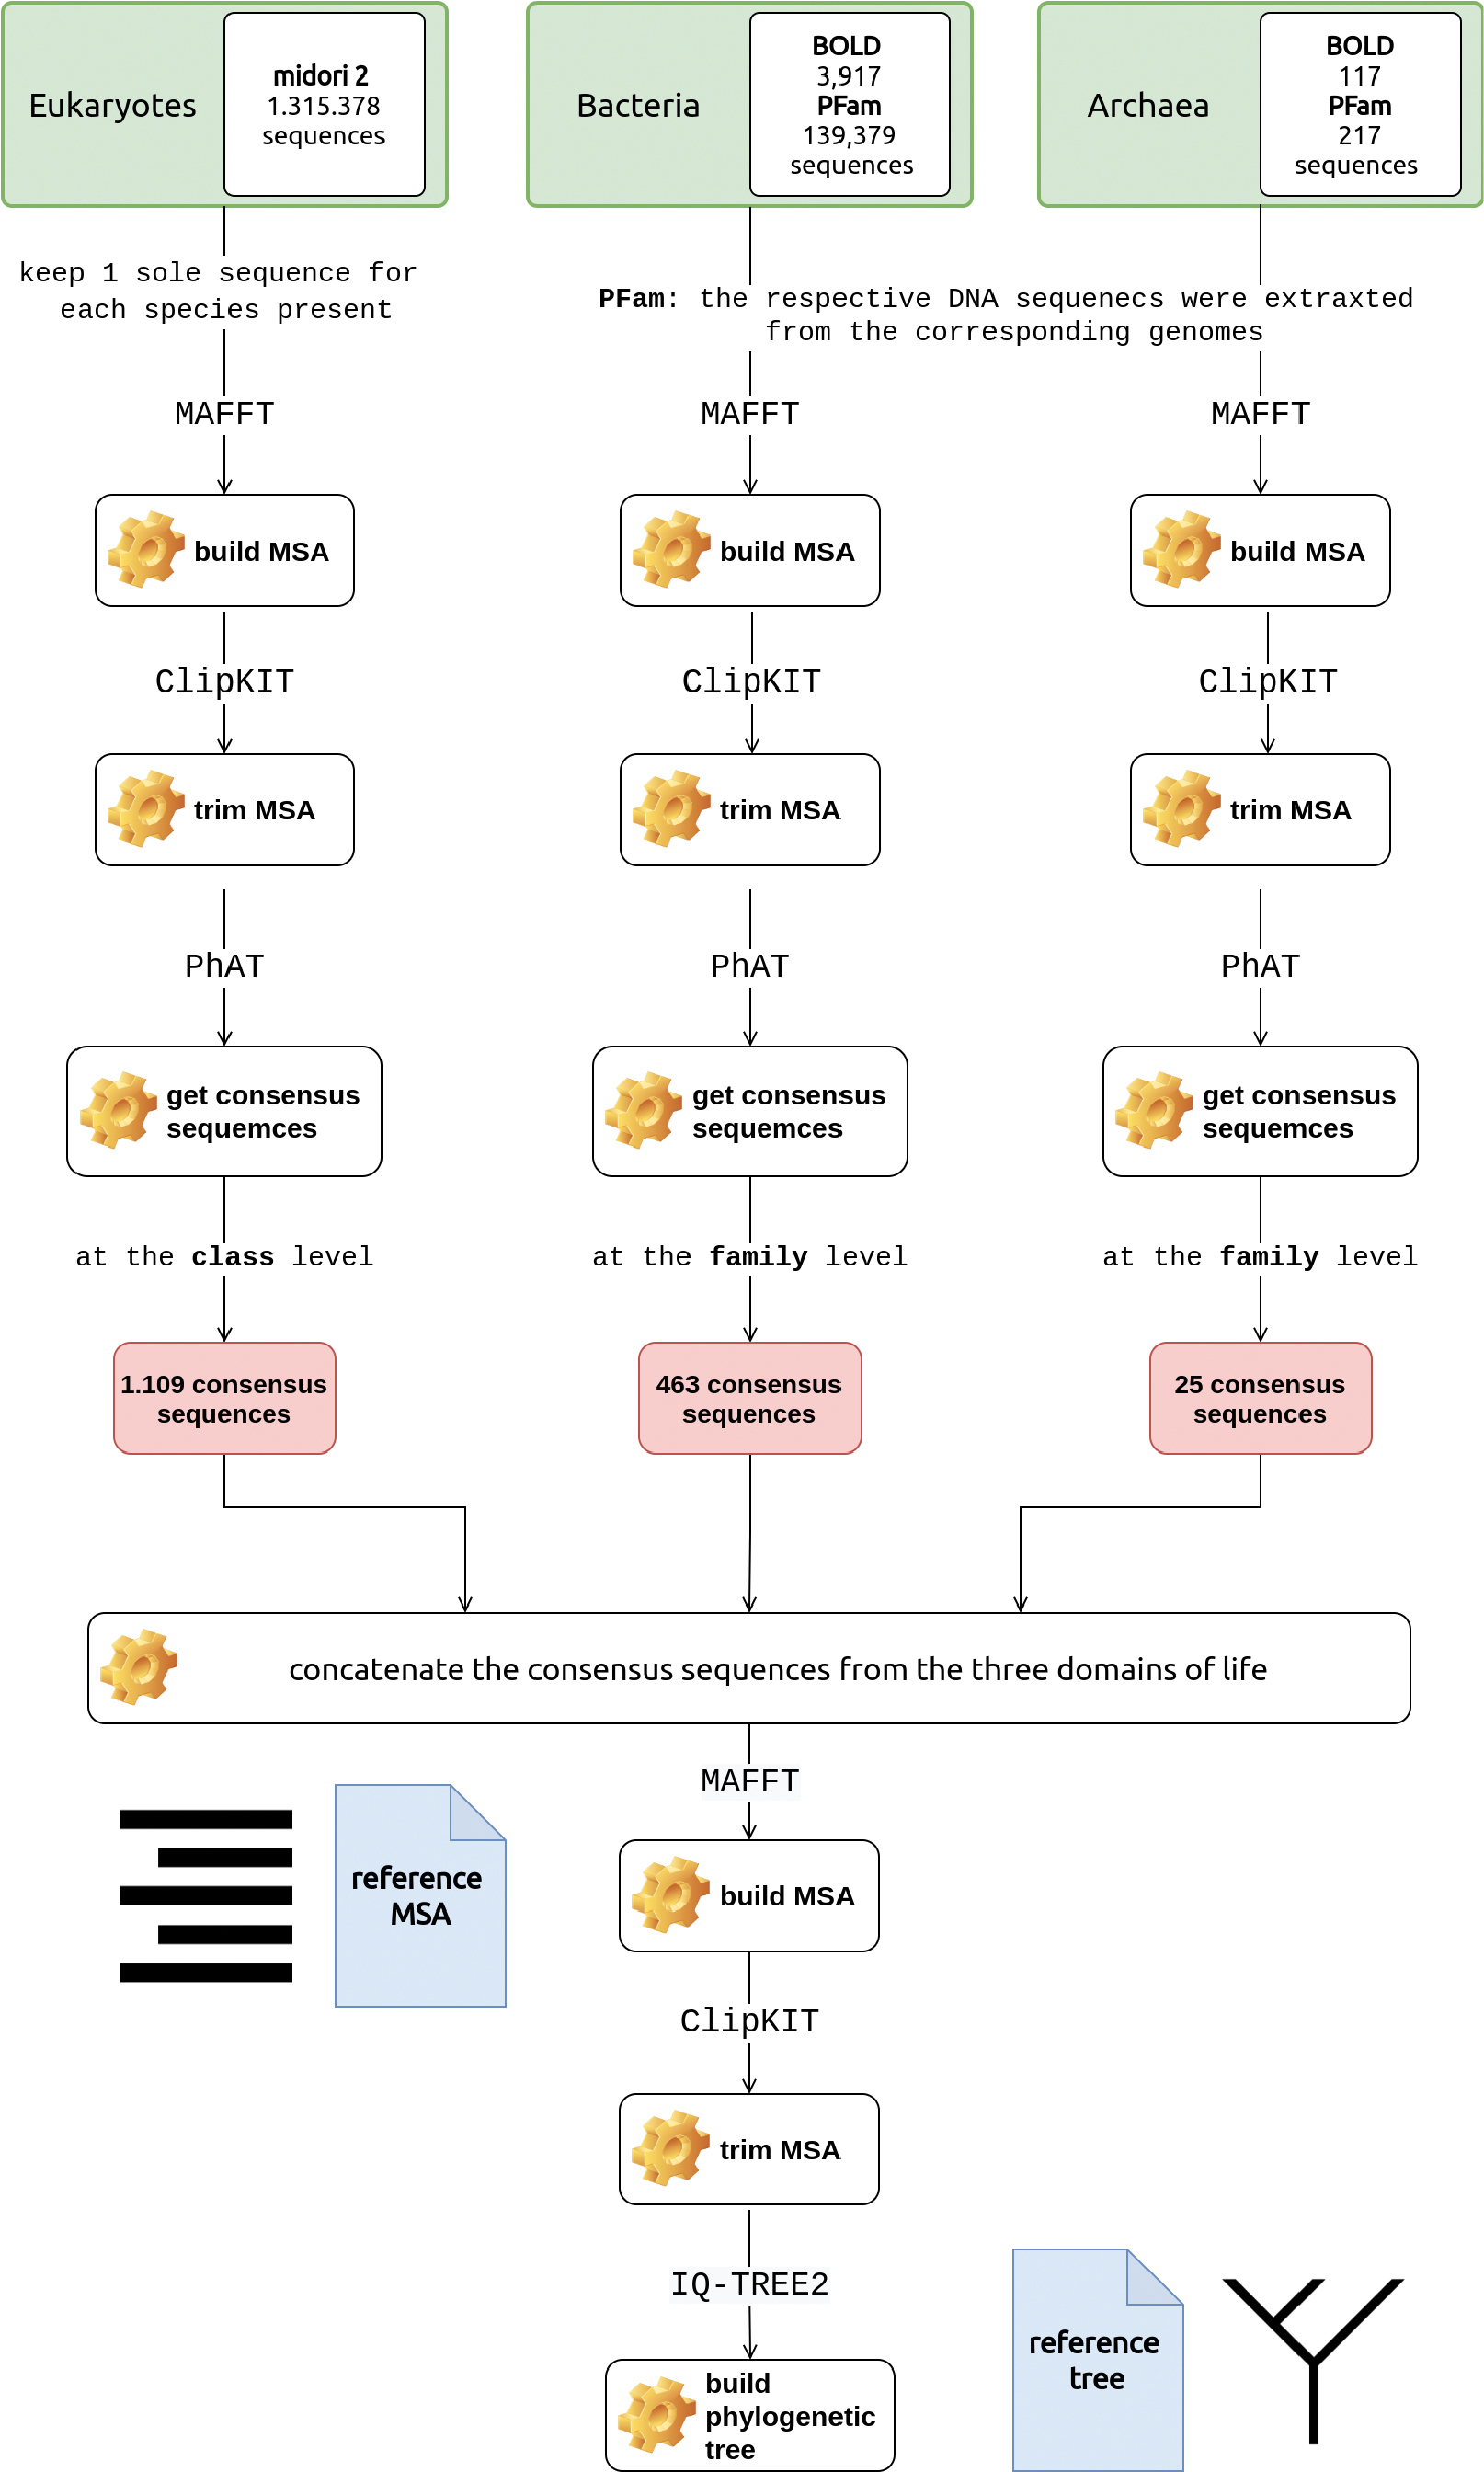 Eukaryotes
midori 2
1.315.378
sequences
Bacteria
BOLD
3,917
PFam
139,379
sequences
Archaea
BOLD
117
PFam
217
sequences
keep 1 sole sequence for
each species present
PFam: the respective DNA sequenecs were extraxted
from the corresponding genomes
MAFFT
MAFFT
MAFFT
build MSA
build MSA
build MSA
ClipKIT
ClipKIT
ClipKIT
trim MSA
trim MSA
trim MSA
PhAT
PhAT
PhAT
get consensus
sequemces
get consensus
sequemces
get consensus
sequemces
at the class level
at the family level
at the family level
1.109 consensus
sequences
463 consensus
sequences
25 consensus
sequences
concatenate the consensus sequences from the three domains of life
MAFFT
reference
MSA
build MSA
ClipKIT
trim MSA
IQ-TREE2
reference
tree
build
phylogenetic
tree